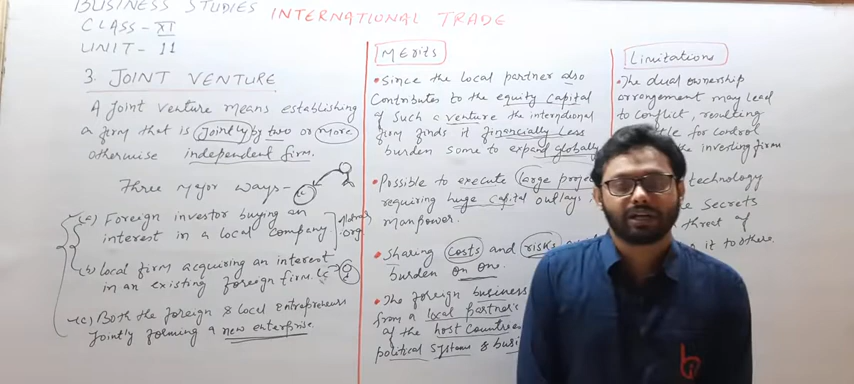 BUSINESS STUDIES
INTERNATIONAL TRADE
CLASS - XI
UNIT - 11
3. JOINT VENTURE
A Joint venture means establishing
a firm that is Jointly by two or more
otherwise independent firm.
Three Major ways -
(a) Foreign investor buying an
interest in a local company
(b) Local firm acquiring an interest
in an existing foreign firm.
(c) Both the foreign & local Entrepreneurs
Jointly forming a new enterprise.
Merits
• Since the local partner also
Contributes to the equity capital
of such a venture the international
firm finds it financially less
burden some to expand globally
• Possible to execute large proje
requiring huge capital outlays
manpower.
• Sharing costs and risks
burden on one.
• The foreign business
from a local partner's
of the host countries
political systems & busi
Limitations
• The dual ownership
arrangement may lead
to conflict, resulting
tle for control
the investing firm
technology
Secrets
threat of
it to others.